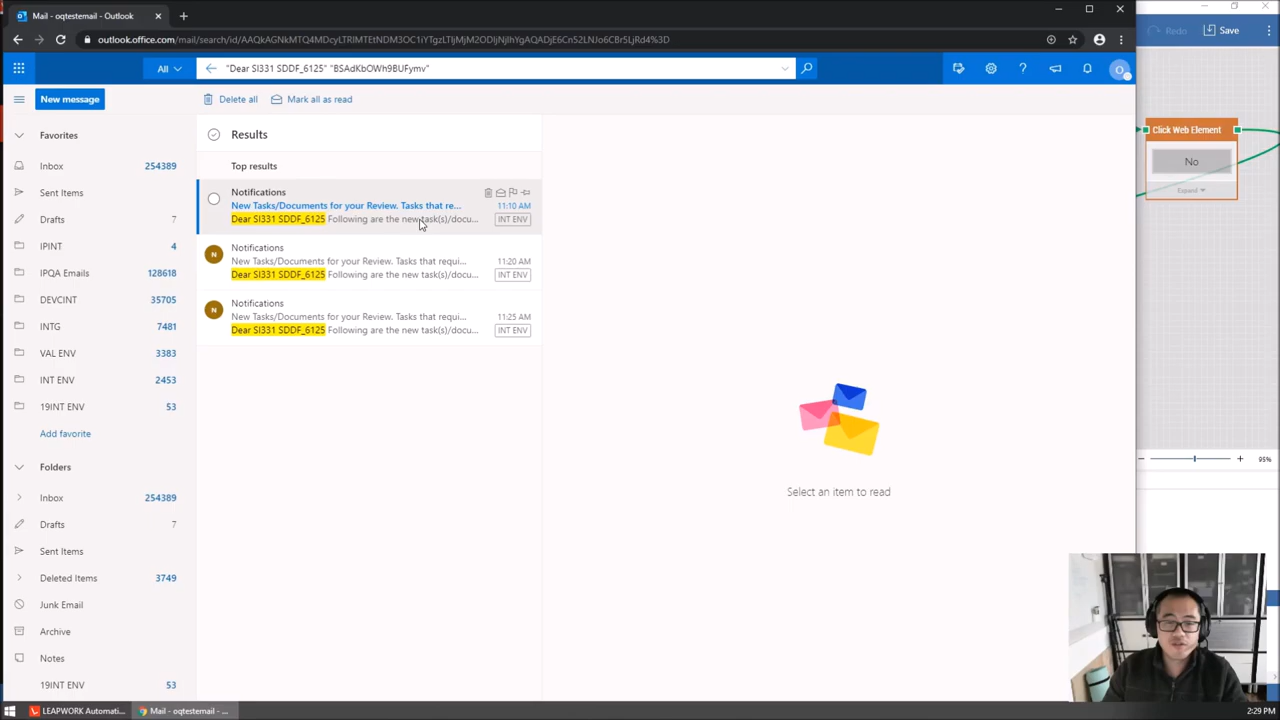 Mail - oqtestemail - Outlook
outlook.office.com/mail/search/id/
Redo
Save
All
"Dear SI331 SDDF_6125" "BSAdKbOWh9BUFymv"
O
New message
Delete all
Mark all as read
Favorites
Results
Click Web Element
No
Expand
Inbox 254389
Top results
Sent Items
Notifications
New Tasks/Documents for your Review. Tasks that re... 11:10 AM
Drafts 7
Dear SI331 SDDF_6125 Following are the new task(s)/docu... INT ENV
IPINT 4
N
Notifications
New Tasks/Documents for your Review. Tasks that requi... 11:20 AM
IPQA Emails 128618
Dear SI331 SDDF_6125 Following are the new task(s)/docu... INT ENV
DEVCINT 35705
N
Notifications
New Tasks/Documents for your Review. Tasks that requi... 11:25 AM
INTG 7481
Dear SI331 SDDF_6125 Following are the new task(s)/docu... INT ENV
VAL ENV 3383
INT ENV 2453
19INT ENV 53
Add favorite
95%
Folders
Select an item to read
Inbox 254389
Drafts 7
Sent Items
Deleted Items 3749
Junk Email
Archive
Notes
19INT ENV 53
LEAPWORK Automati...
Mail - oqtestemail - ...
2:29 PM